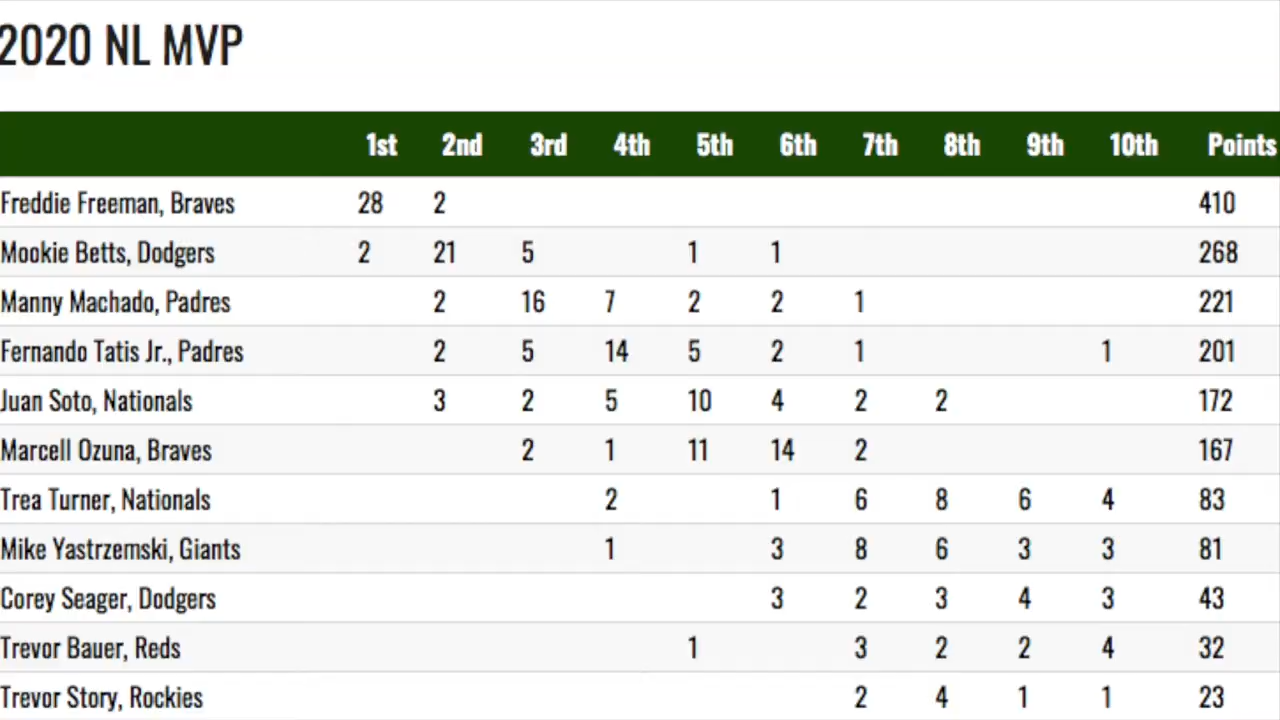 2020 NL MVP
1st 2nd 3rd 4th 5th 6th 7th 8th 9th 10th Points
Freddie Freeman, Braves 28 2 410
Mookie Betts, Dodgers 2 21 5 1 1 268
Manny Machado, Padres 2 16 7 2 2 1 221
Fernando Tatis Jr., Padres 2 5 14 5 2 1 1 201
Juan Soto, Nationals 3 2 5 10 4 2 2 172
Marcell Ozuna, Braves 2 1 11 14 2 167
Trea Turner, Nationals 2 1 6 8 6 4 83
Mike Yastrzemski, Giants 1 3 8 6 3 3 81
Corey Seager, Dodgers 3 2 3 4 3 43
Trevor Bauer, Reds 1 3 2 2 4 32
Trevor Story, Rockies 2 4 1 1 23